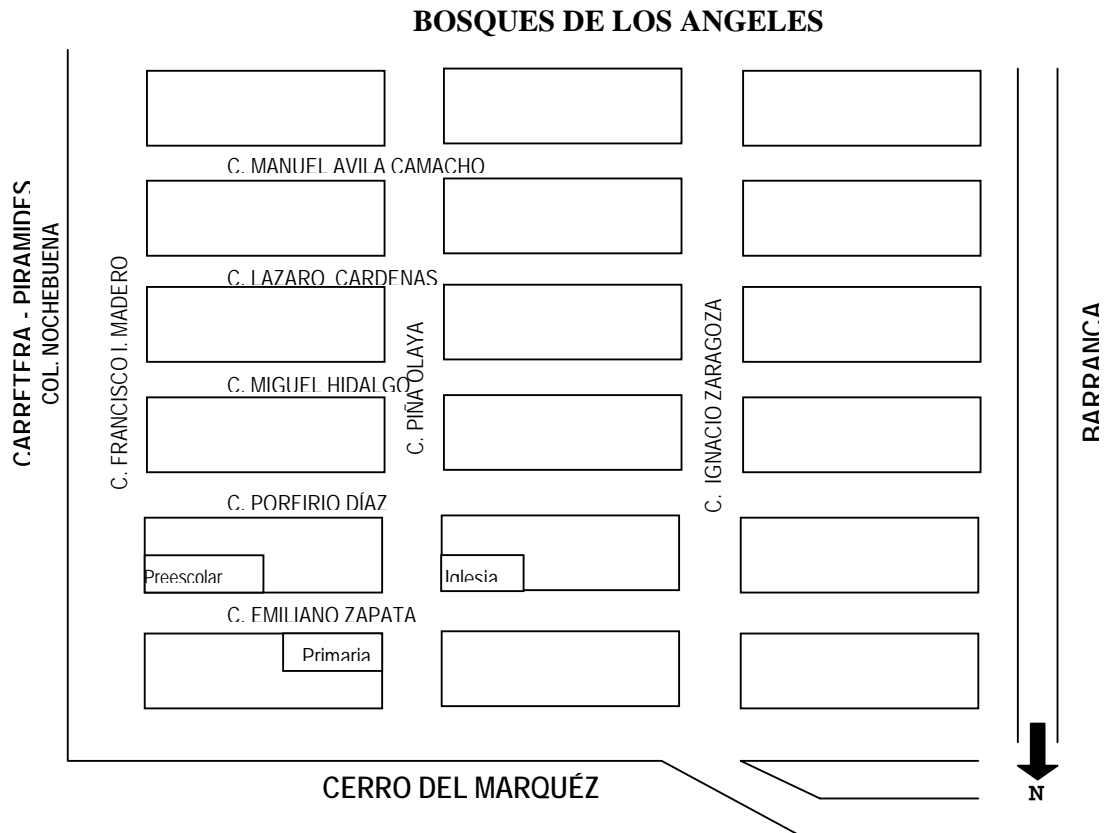 BOSQUES DE LOS ANGELES
C. MANUEL AVILA CAMACHO
CARRETERA - PIRAMIDES
COL. NOCHEBUENA
C. FRANCISCO I. MADERO
C. LAZARO CARDENAS
C. PIÑA OLAYA
C. IGNACIO ZARAGOZA
BARRANCA
C. MIGUEL HIDALGO
C. PORFIRIO DÍAZ
Preescolar
Iglesia
C. EMILIANO ZAPATA
Primaria
CERRO DEL MARQUÉZ
N